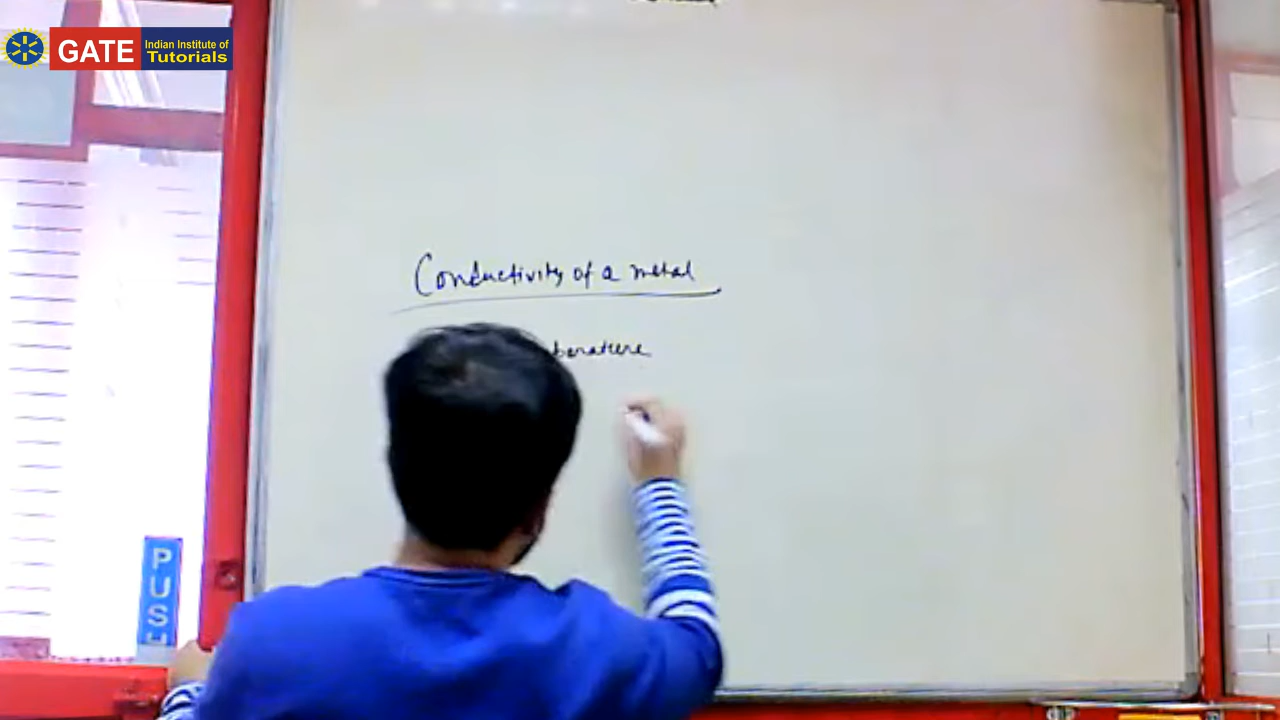 GATE
Indian Institute of
Tutorials
Conductivity of a metal
PUSH